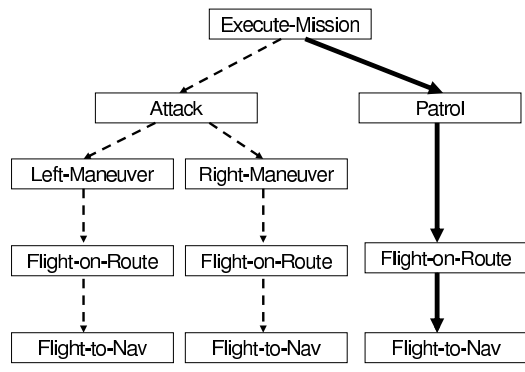 Execute-Mission
Attack
Patrol
Left-Maneuver
Right-Maneuver
Flight-on-Route
Flight-on-Route
Flight-on-Route
Flight-to-Nav
Flight-to-Nav
Flight-to-Nav